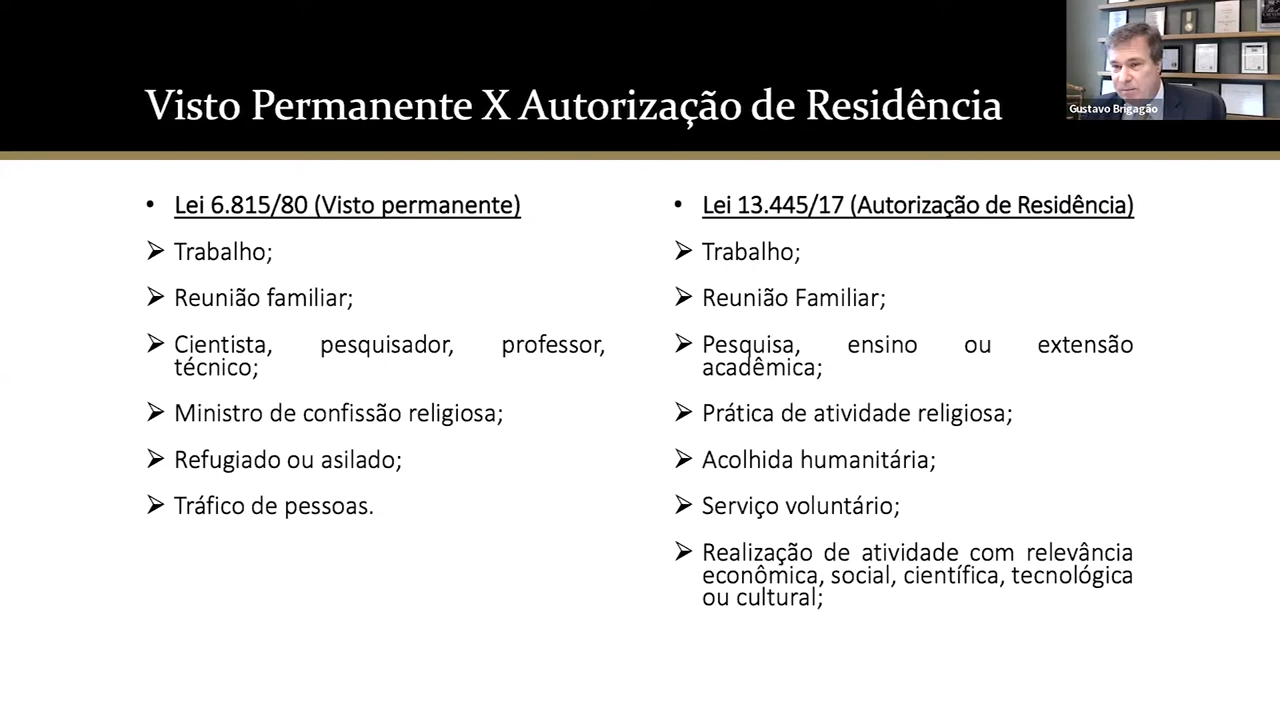 Visto Permanente X Autorização de Residência
Gustavo Brigagão
• Lei 6.815/80 (Visto permanente)
➢ Trabalho;
➢ Reunião familiar;
➢ Cientista, pesquisador, professor,
técnico;
➢ Ministro de confissão religiosa;
➢ Refugiado ou asilado;
➢ Tráfico de pessoas.
• Lei 13.445/17 (Autorização de Residência)
➢ Trabalho;
➢ Reunião Familiar;
➢ Pesquisa, ensino ou extensão
acadêmica;
➢ Prática de atividade religiosa;
➢ Acolhida humanitária;
➢ Serviço voluntário;
➢ Realização de atividade com relevância
econômica, social, científica, tecnológica
ou cultural;